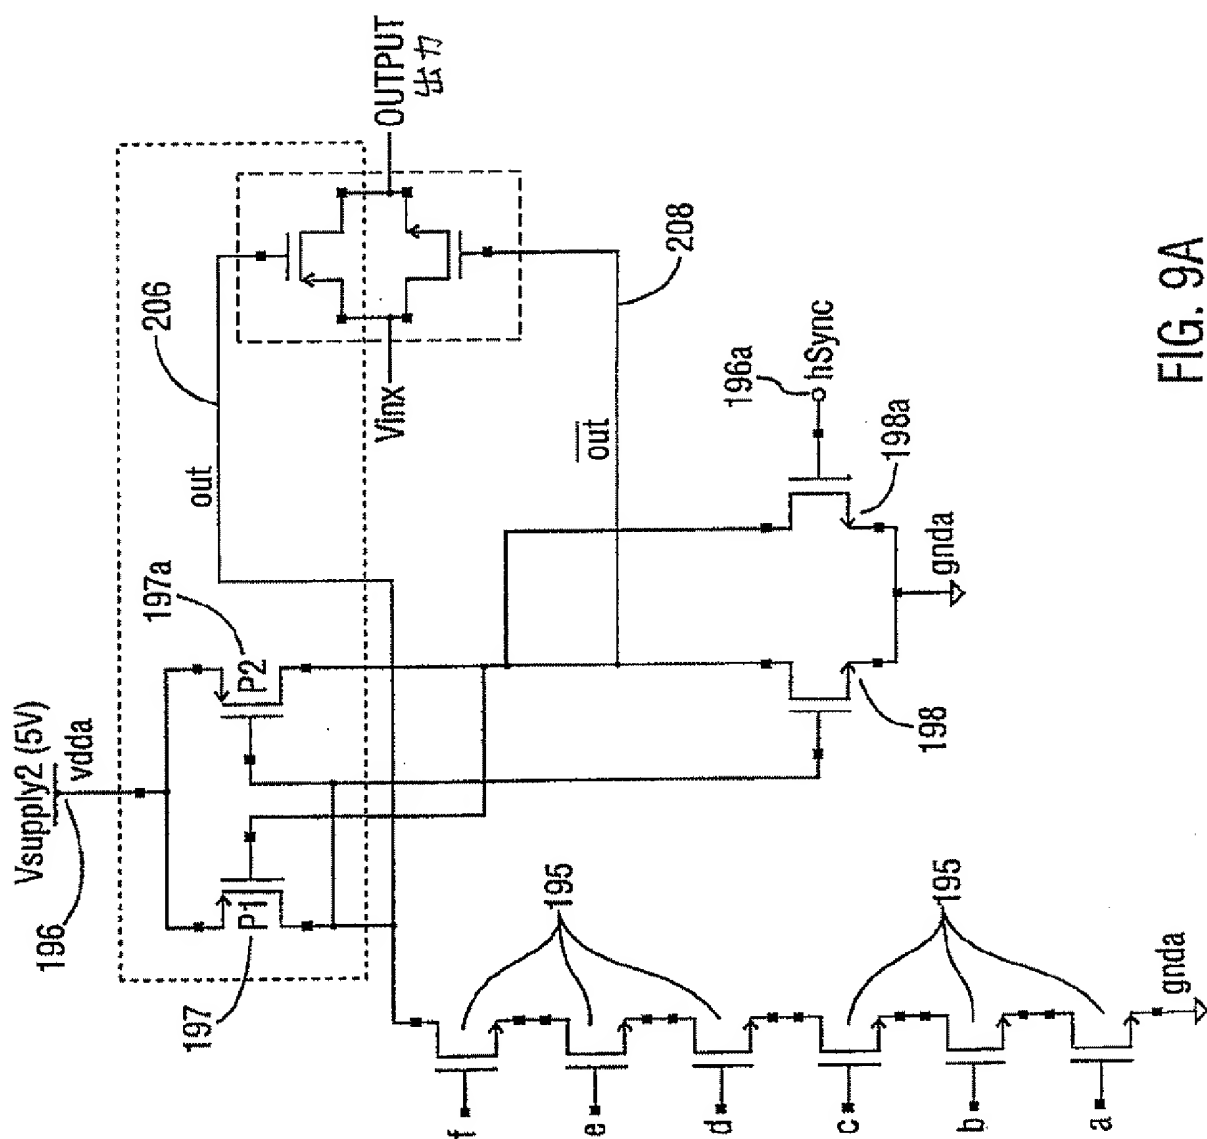 Vsupply2 (5V)
vdda
196
197
P1
P2
197a
out
206
Vinx
OUTPUT
出力
out
208
196a
hSync
198a
198
gnda
195
195
f
e
d
c
b
a
gnda
FIG. 9A